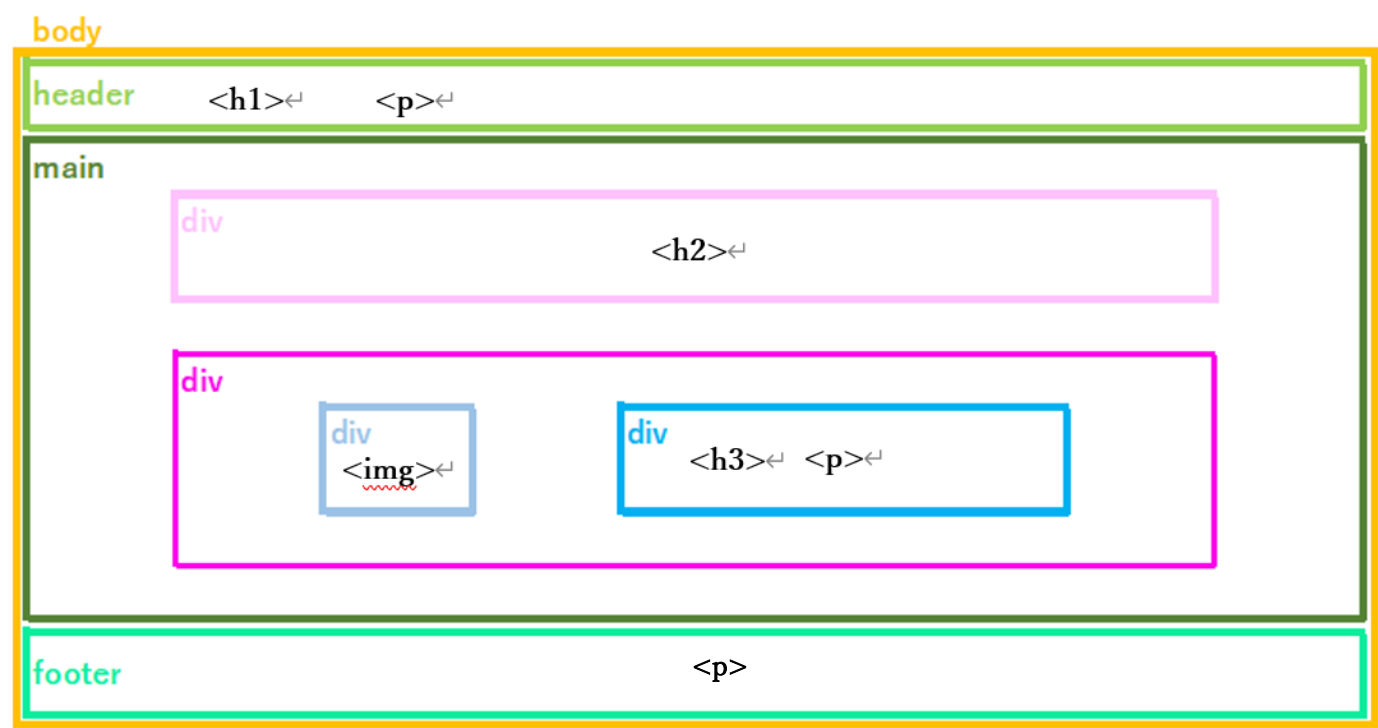 body
header <h1>↵ <p>↵
main
div
<h2>↵
div
div
<img>↵
div
<h3>↵ <p>↵
footer <p>